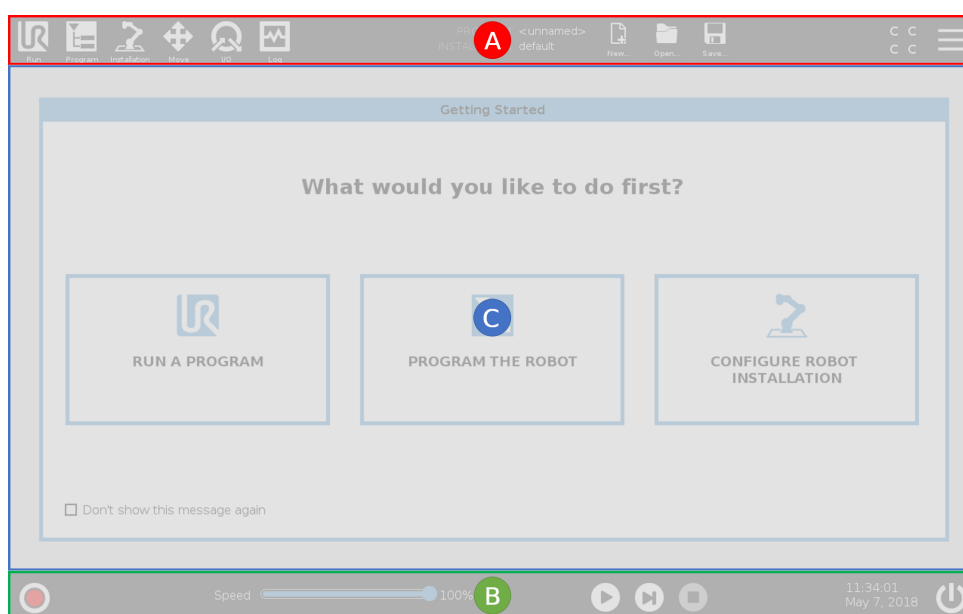 Run Program Installation Move I/O Log
<unnamed>
default
A
New... Open... Save...
C C
C C
Getting Started
What would you like to do first?
C
RUN A PROGRAM
PROGRAM THE ROBOT
CONFIGURE ROBOT
INSTALLATION
Don't show this message again
Speed 100%
B
11:34:01
May 7, 2018